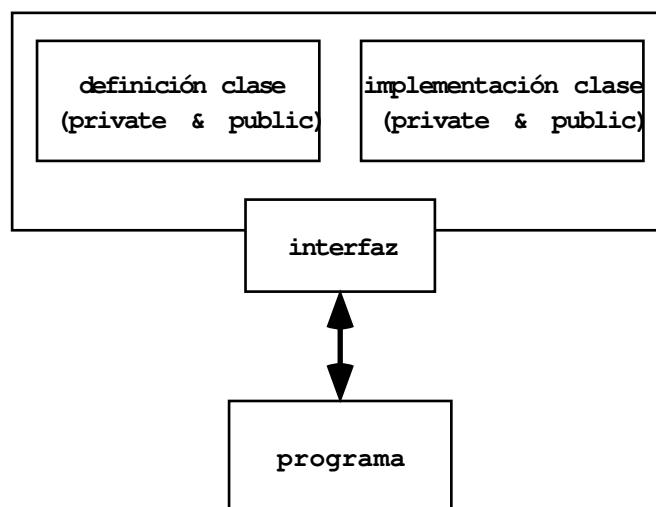 definición clase
(private & public)
implementación clase
(private & public)
interfaz
programa